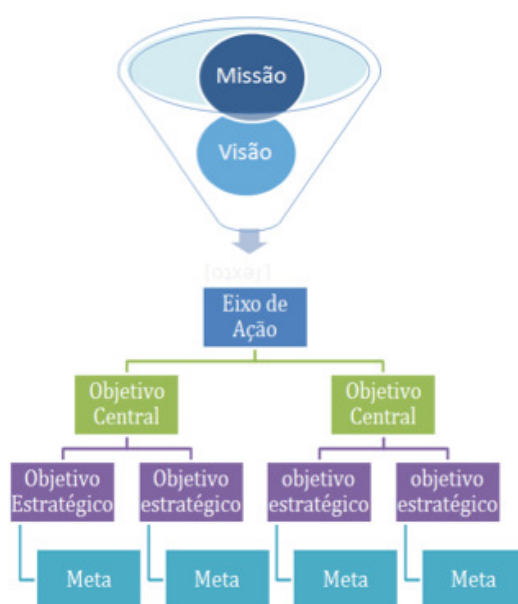 Missão
Visão
[Texto]
Eixo de
Ação
Objetivo
Central
Objetivo
Central
Objetivo
Estratégico
Objetivo
estratégico
objetivo
estratégico
objetivo
estratégico
Meta
Meta
Meta
Meta